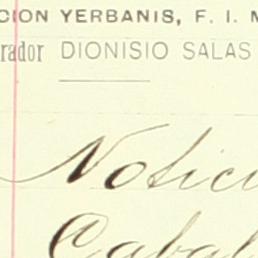 CION YERBANIS, F. I. M
rador DIONISIO SALAS
Notici
Cabal